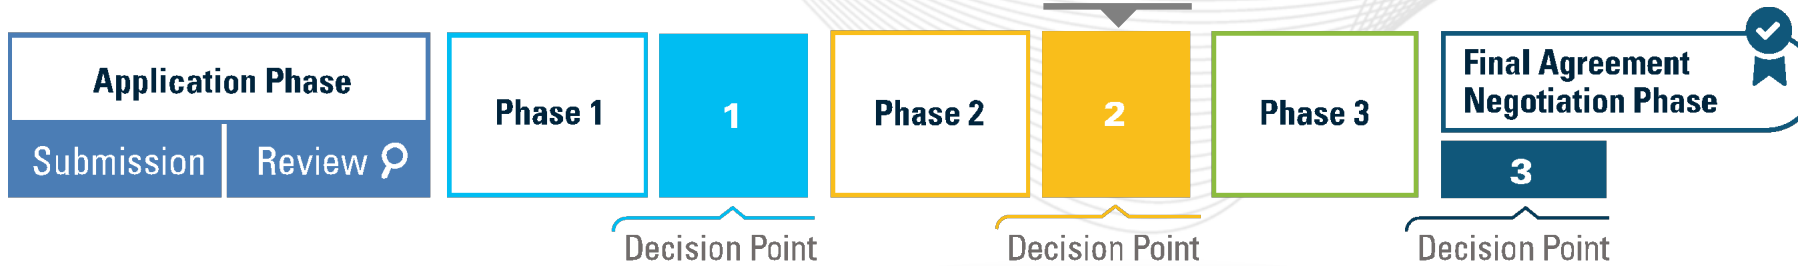 Application Phase
Submission
Review
Phase 1
1
Decision Point
Phase 2
2
Decision Point
Phase 3
Final Agreement
Negotiation Phase
3
Decision Point